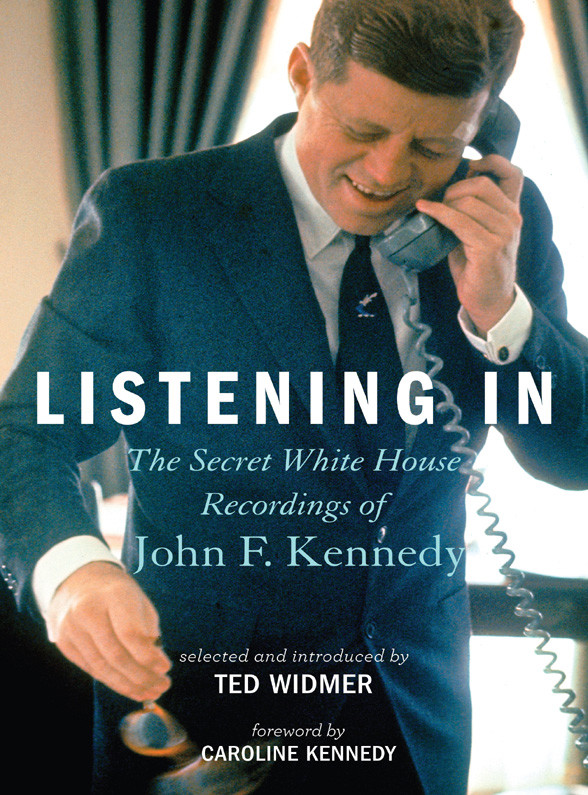 LISTENING IN
The Secret White House
Recordings of
John F. Kennedy
selected and introduced by
TED WIDMER
foreword by
CAROLINE KENNEDY